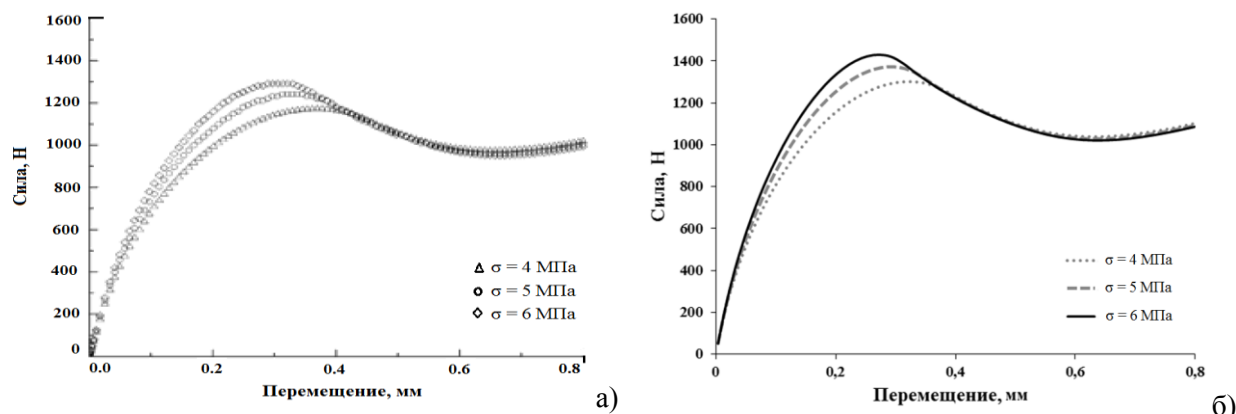 1600
1400
1200
1000
800
600
400
200
0
Сила, Н
0.0 0.2 0.4 0.6 0.8
Перемещение, мм
σ = 4 МПа
σ = 5 МПа
σ = 6 МПа
а)
1600
1400
1200
1000
800
600
400
200
0
Сила, Н
0 0,2 0,4 0,6 0,8
Перемещение, мм
σ = 4 МПа
σ = 5 МПа
σ = 6 МПа
б)